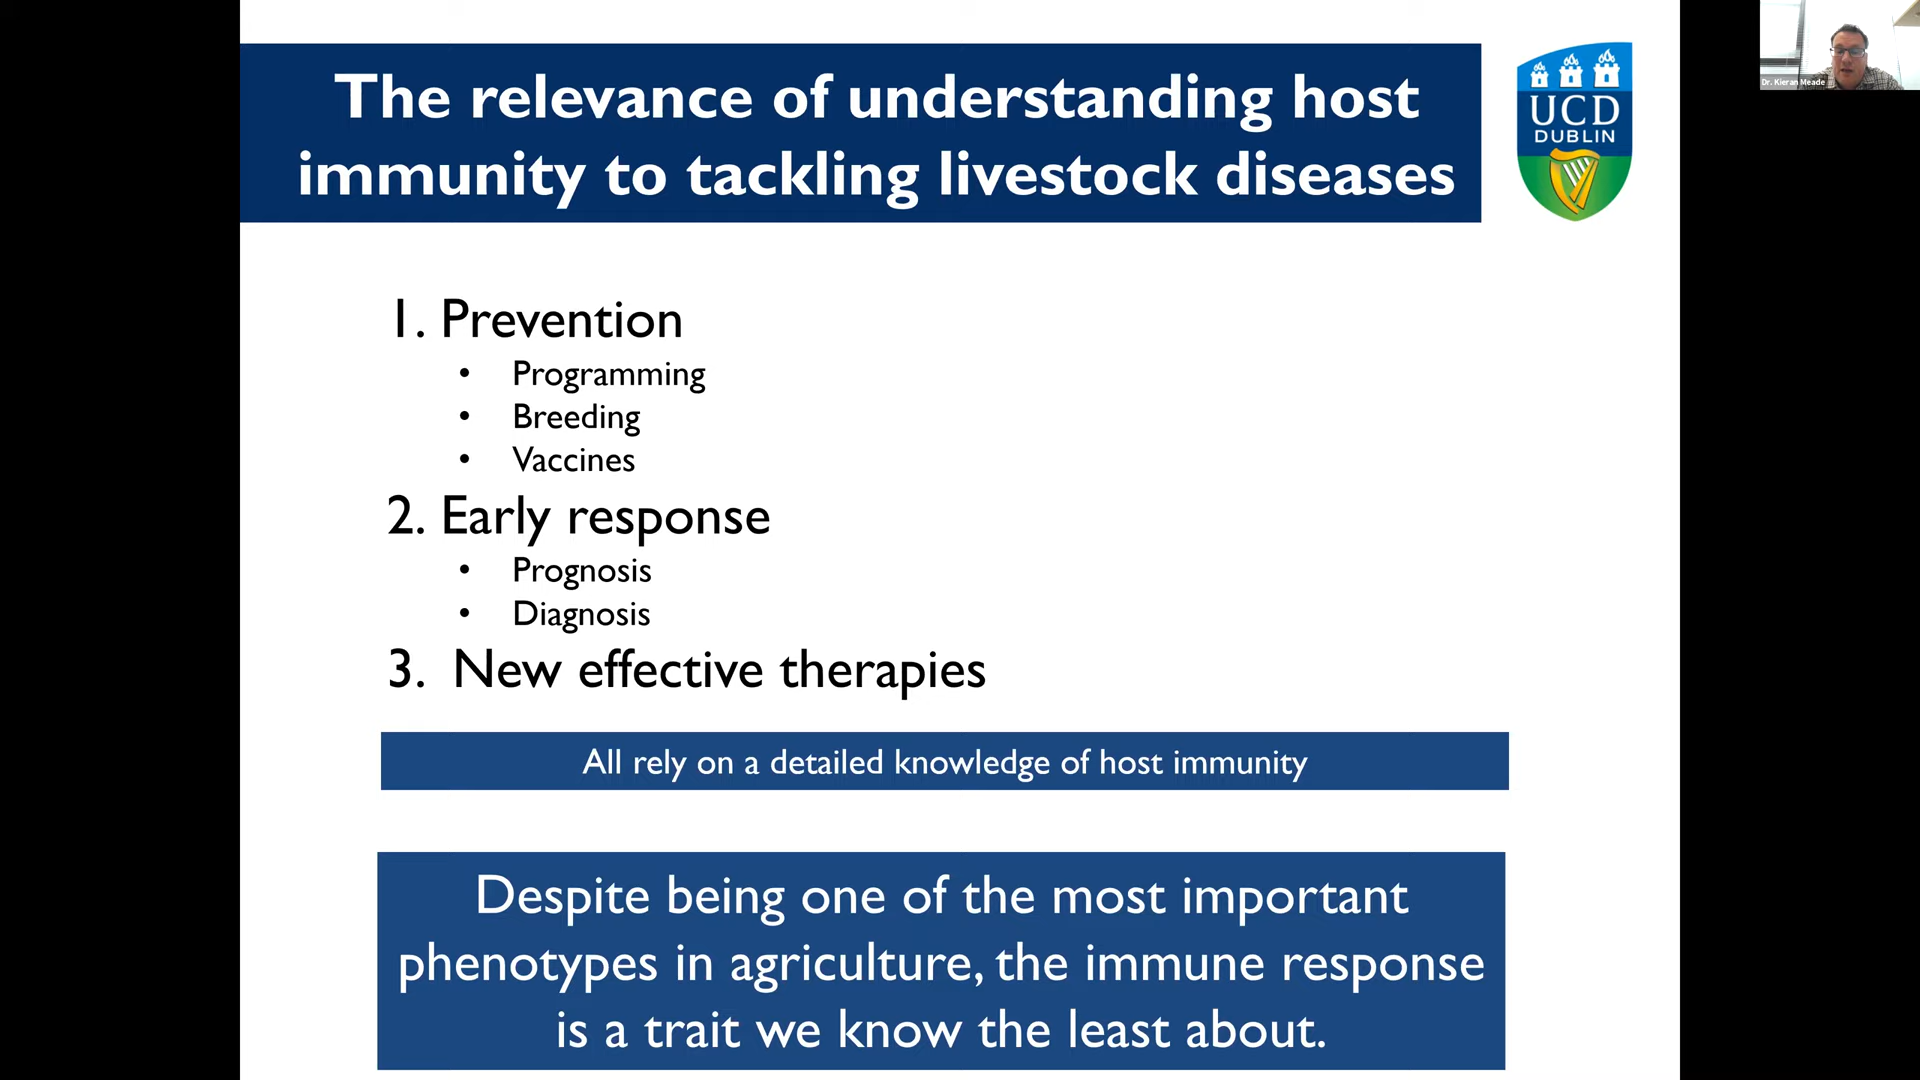 The relevance of understanding host
immunity to tackling livestock diseases
UCD
DUBLIN
Dr. Kieran Meade
1. Prevention
• Programming
• Breeding
• Vaccines
2. Early response
• Prognosis
• Diagnosis
3. New effective therapies
All rely on a detailed knowledge of host immunity
Despite being one of the most important
phenotypes in agriculture, the immune response
is a trait we know the least about.